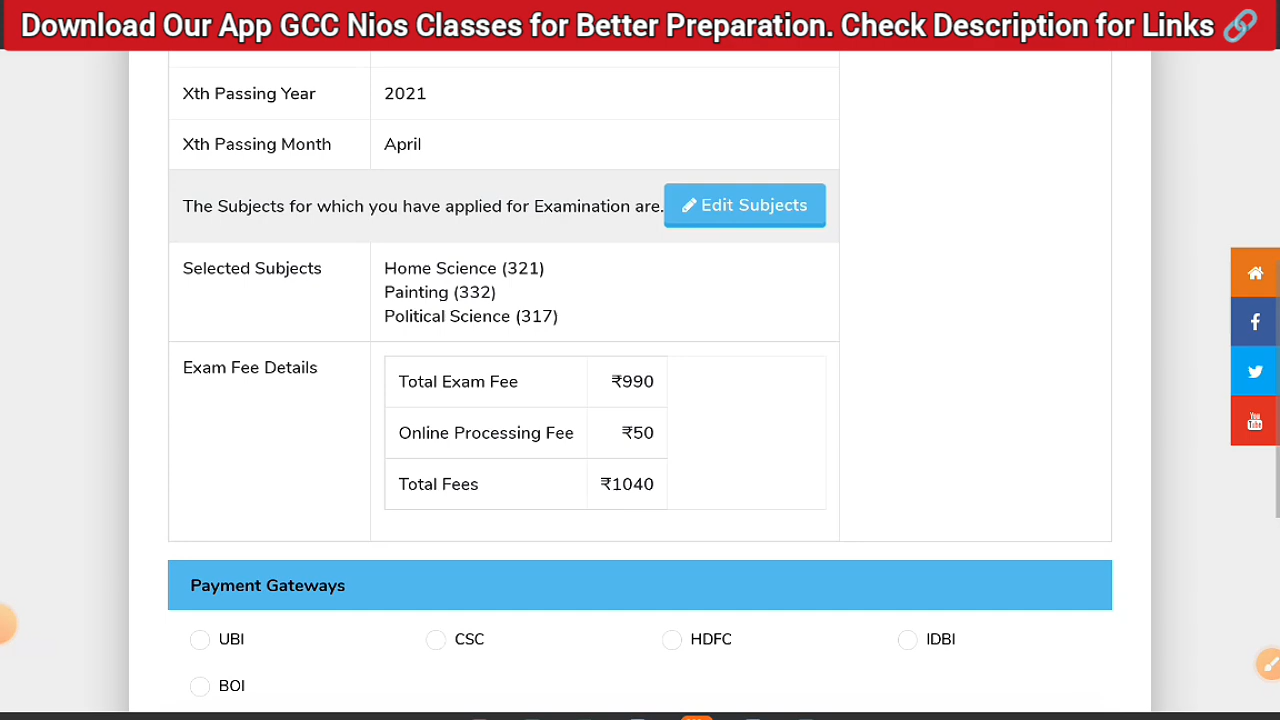 Download Our App GCC Nios Classes for Better Preparation. Check Description for Links
Xth Passing Year 2021
Xth Passing Month April
The Subjects for which you have applied for Examination are. Edit Subjects
Selected Subjects Home Science (321)
Painting (332)
Political Science (317)
Exam Fee Details
Total Exam Fee ₹990
Online Processing Fee ₹50
Total Fees ₹1040
Payment Gateways
UBI CSC HDFC IDBI
BOI
You Tube